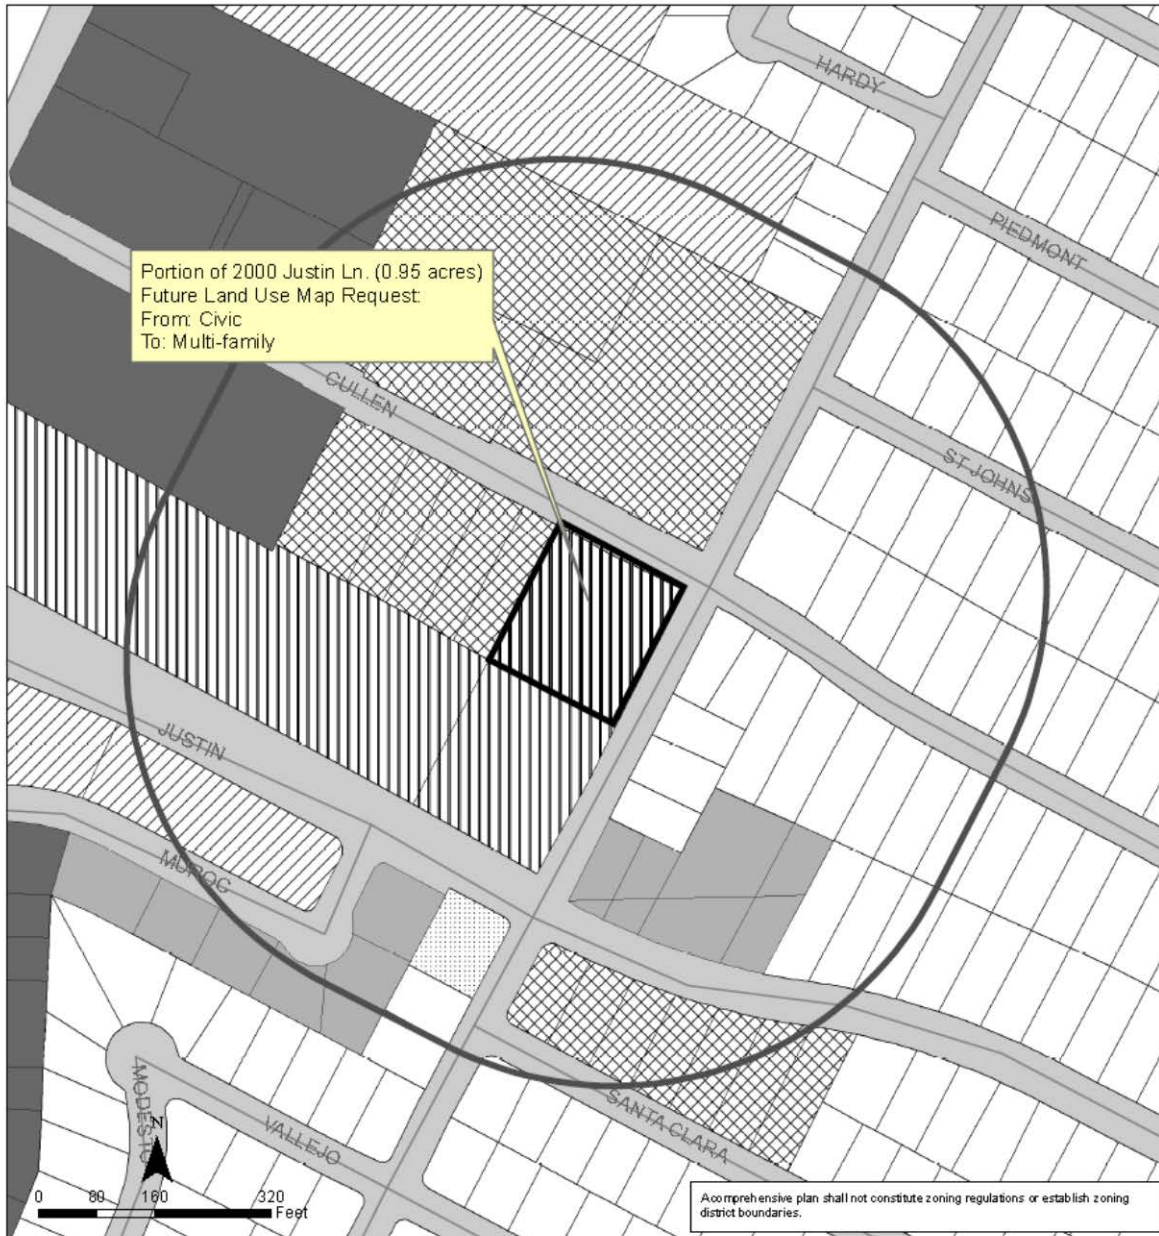 HARDY
PIEDMONT
Portion of 2000 Justin Ln. (0.95 acres)
Future Land Use Map Request:
From: Civic
To: Multi-family
CULLEN
ST JOHNS
JUSTIN
MUROC
MODESTO
VALLEJO
SANTA CLARA
N
0 80 160 320
Feet
Acomprehensive plan shall not constitute zoning regulations or establish zoning
district boundaries.